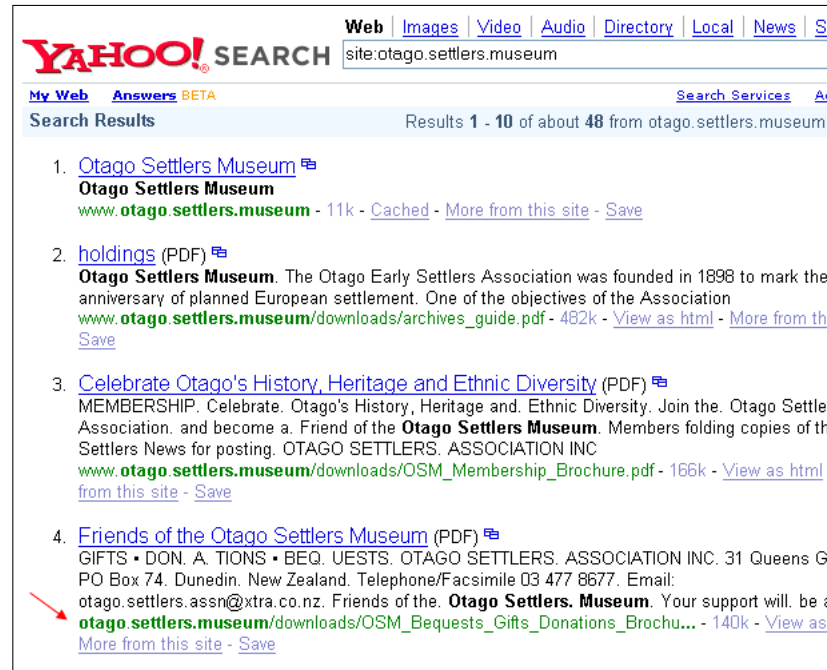 Web | Images | Video | Audio | Directory | Local | News | S
YAHOO! SEARCH
site:otago.settlers.museum
My Web Answers BETA Search Services
Search Results Results 1 - 10 of about 48 from otago.settlers.museum
1. Otago Settlers Museum
Otago Settlers Museum
www.otago.settlers.museum - 11k - Cached - More from this site - Save
2. holdings (PDF)
Otago Settlers Museum. The Otago Early Settlers Association was founded in 1898 to mark the
anniversary of planned European settlement. One of the objectives of the Association
www.otago.settlers.museum/downloads/archives_guide.pdf - 482k - View as html - More from th
Save
3. Celebrate Otago's History, Heritage and Ethnic Diversity (PDF)
MEMBERSHIP. Celebrate. Otago's History, Heritage and. Ethnic Diversity. Join the. Otago Settle
Association. and become a. Friend of the Otago Settlers Museum. Members folding copies of th
Settlers News for posting. OTAGO SETTLERS. ASSOCIATION INC
www.otago.settlers.museum/downloads/OSM_Membership_Brochure.pdf - 166k - View as html
from this site - Save
4. Friends of the Otago Settlers Museum (PDF)
GIFTS • DON. A. TIONS • BEQ. UESTS. OTAGO SETTLERS. ASSOCIATION INC. 31 Queens G
PO Box 74. Dunedin. New Zealand. Telephone/Facsimile 03 477 8677. Email:
otago.settlers.assn@xtra.co.nz. Friends of the. Otago Settlers. Museum. Your support will. be a
otago.settlers.museum/downloads/OSM_Bequests_Gifts_Donations_Brochu... - 140k - View as
More from this site - Save